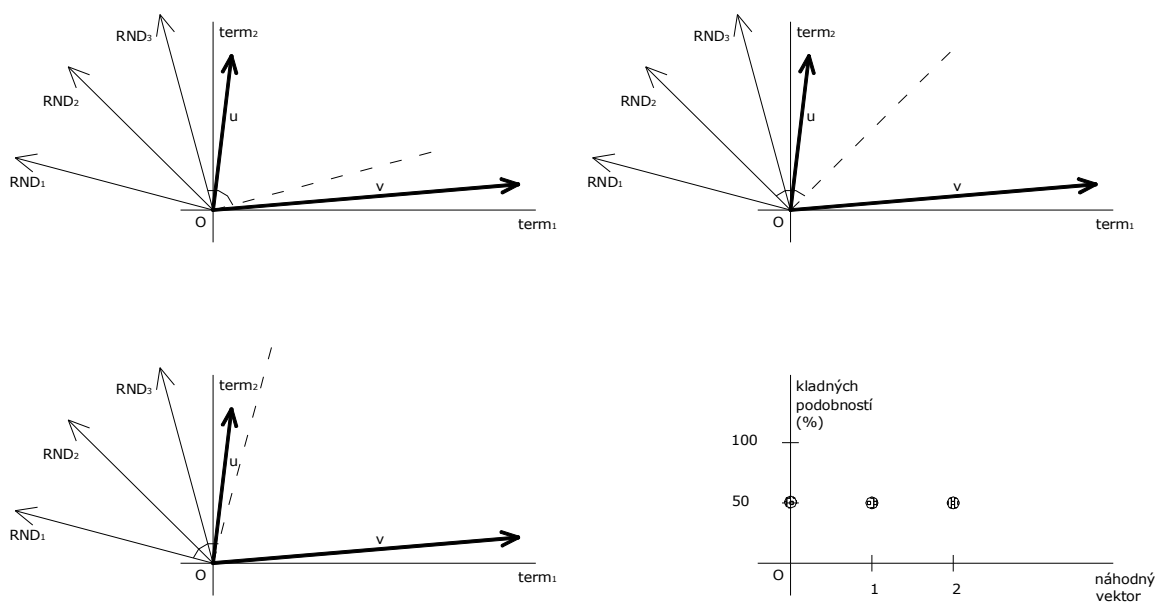 RND₃
term₂
RND₂
u
RND₁
v
O
term₁
RND₃
term₂
RND₂
u
RND₁
v
O
term₁
RND₃
term₂
RND₂
u
RND₁
v
O
term₁
kladných
podobností
(%)
100
50
O
1
2
náhodný
vektor